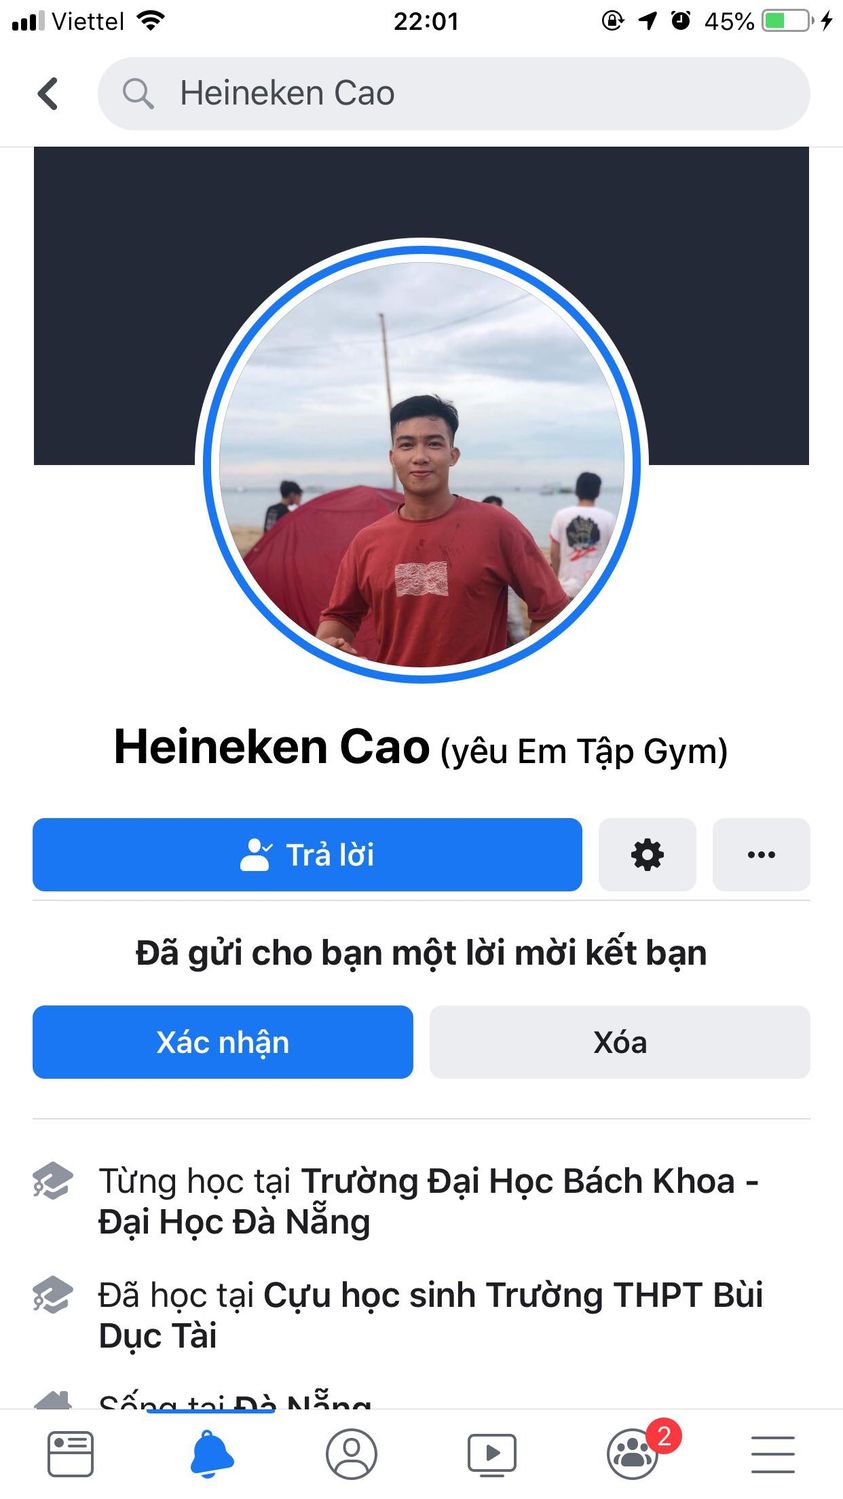 Viettel 22:01 45%
Heineken Cao
Heineken Cao (yêu Em Tập Gym)
Trả lời
Đã gửi cho bạn một lời mời kết bạn
Xác nhận Xóa
Từng học tại Trường Đại Học Bách Khoa -
Đại Học Đà Nẵng
Đã học tại Cựu học sinh Trường THPT Bùi
Dục Tài
Sống tại Đà Nẵng
2